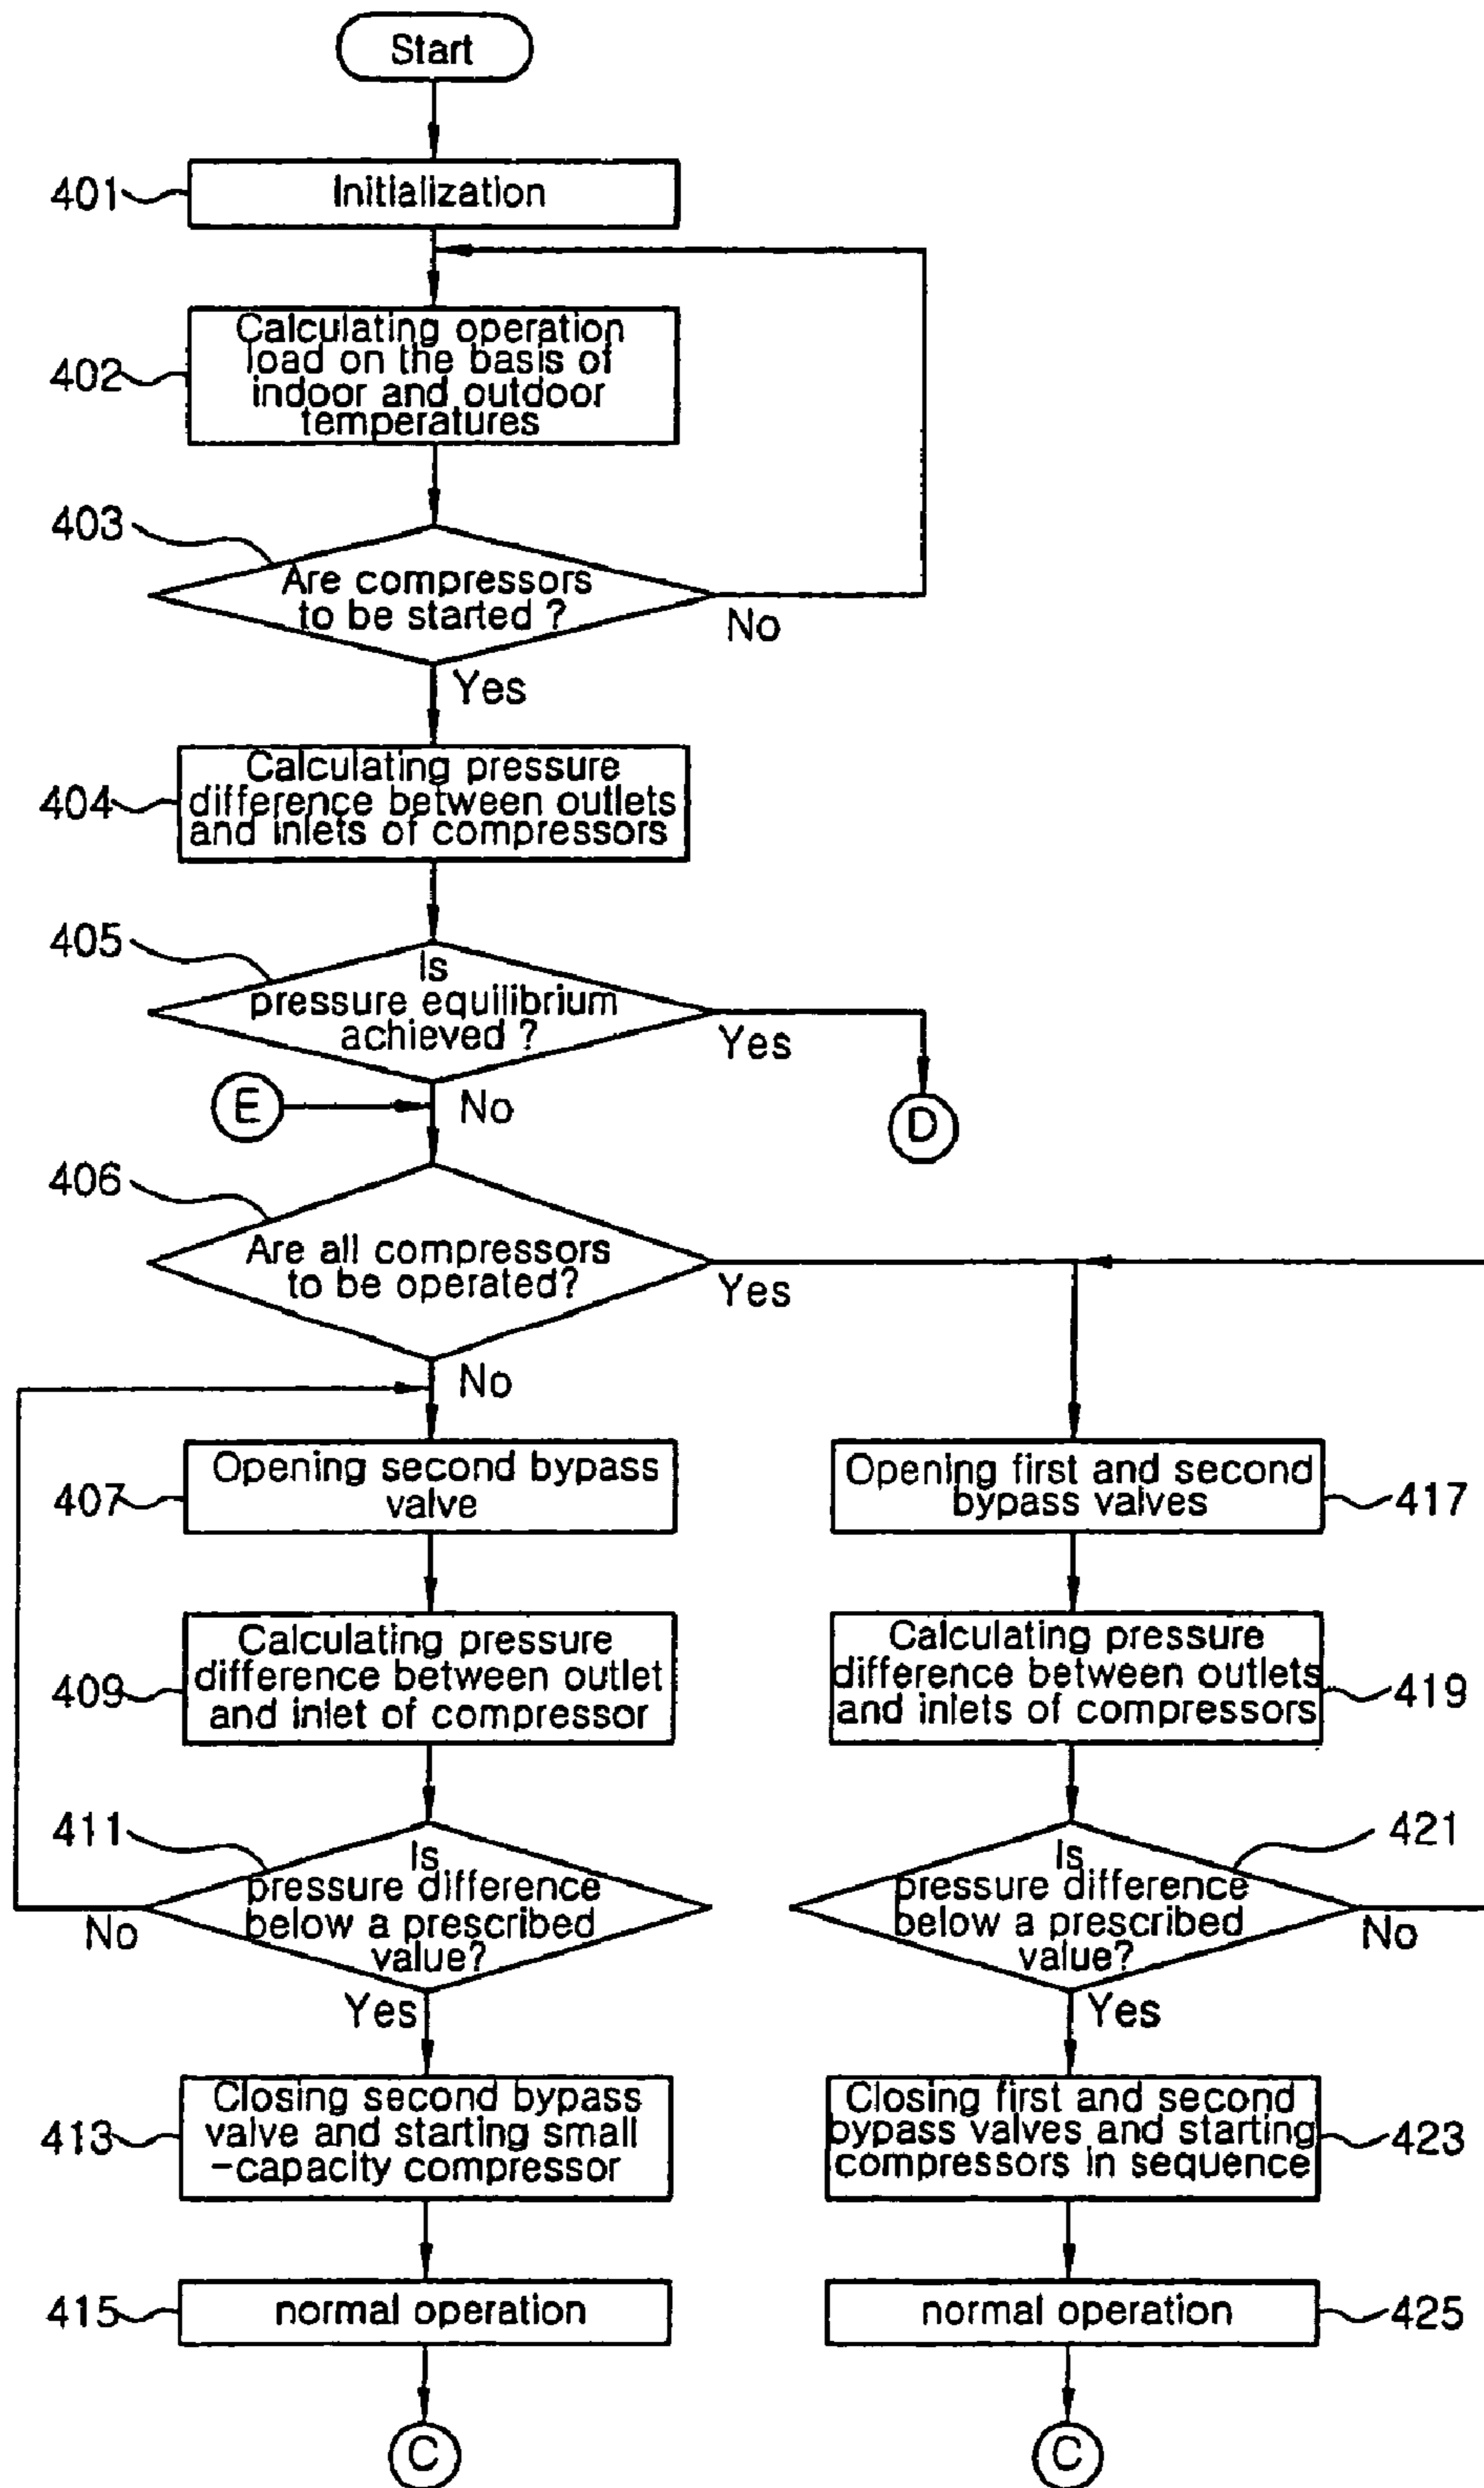 Start
401
Initialization
402
Calculating operation
load on the basis of
indoor and outdoor
temperatures
403
Are compressors
to be started ?
No
Yes
404
Calculating pressure
difference between outlets
and inlets of compressors
405
Is
pressure equilibrium
achieved ?
Yes
E
No
D
406
Are all compressors
to be operated?
Yes
No
407
Opening second bypass
valve
Opening first and second
bypass valves
417
409
Calculating pressure
difference between outlet
and inlet of compressor
Calculating pressure
difference between outlets
and inlets of compressors
419
411
Is
pressure difference
below a prescribed
value?
No
Yes
421
Is
pressure difference
below a prescribed
value?
No
Yes
413
Closing second bypass
valve and starting small
-capacity compressor
Closing first and second
bypass valves and starting
compressors in sequence
423
415
normal operation
normal operation
425
C
C